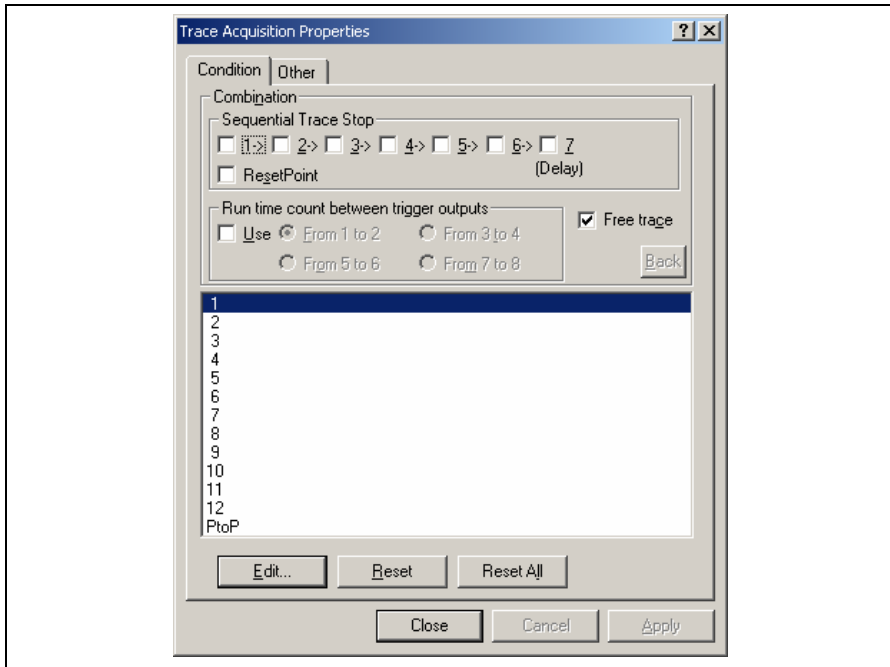 Trace Acquisition Properties
Condition
Other
Combination
Sequential Trace Stop
1-> 2-> 3-> 4-> 5-> 6-> 7
(Delay)
ResetPoint
Run time count between trigger outputs
Use From 1 to 2 From 3 to 4
Free trace
From 5 to 6 From 7 to 8
Back
1
2
3
4
5
6
7
8
9
10
11
12
PtoP
Edit... Reset Reset All
Close Cancel Apply